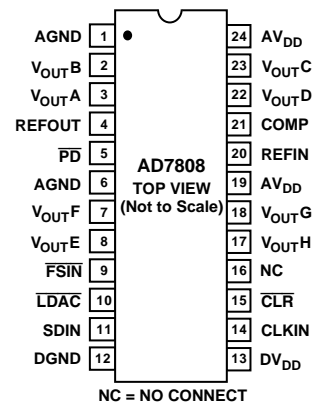 AGND 1 24 AVDD
VOUTB 2 23 VOUTC
VOUTA 3 22 VOUTD
REFOUT 4 21 COMP
PD 5 20 REFIN
AGND 6 19 AVDD
VOUTF 7 18 VOUTG
VOUTE 8 17 VOUTH
FSIN 9 16 NC
LDAC 10 15 CLR
SDIN 11 14 CLKIN
DGND 12 13 DVDD
AD7808
TOP VIEW
(Not to Scale)
NC = NO CONNECT